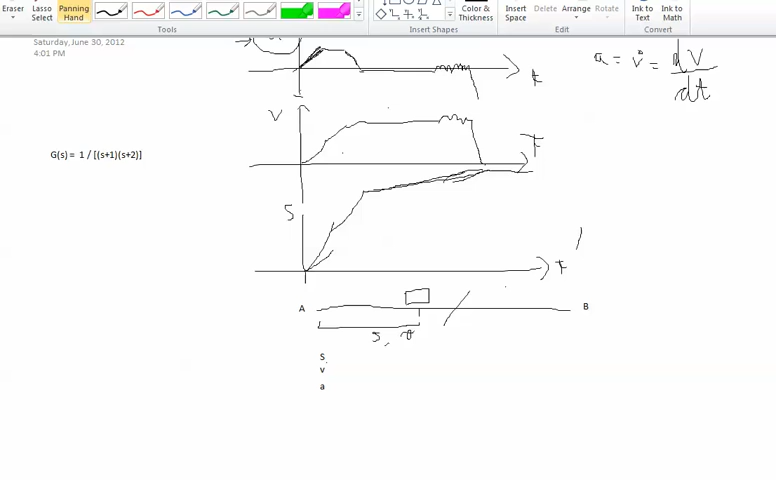 Eraser
Lasso Select
Panning Hand
Color & Thickness
Insert Space
Delete
Arrange
Rotate
Ink to Text
Ink to Math
Tools
Insert Shapes
Edit
Convert
Saturday, June 30, 2012
4:01 PM
t
a = v̇ = dv/dt
V
G(s) = 1 / [(s+1)(s+2)]
S
t
A
B
s, v
S
v
a